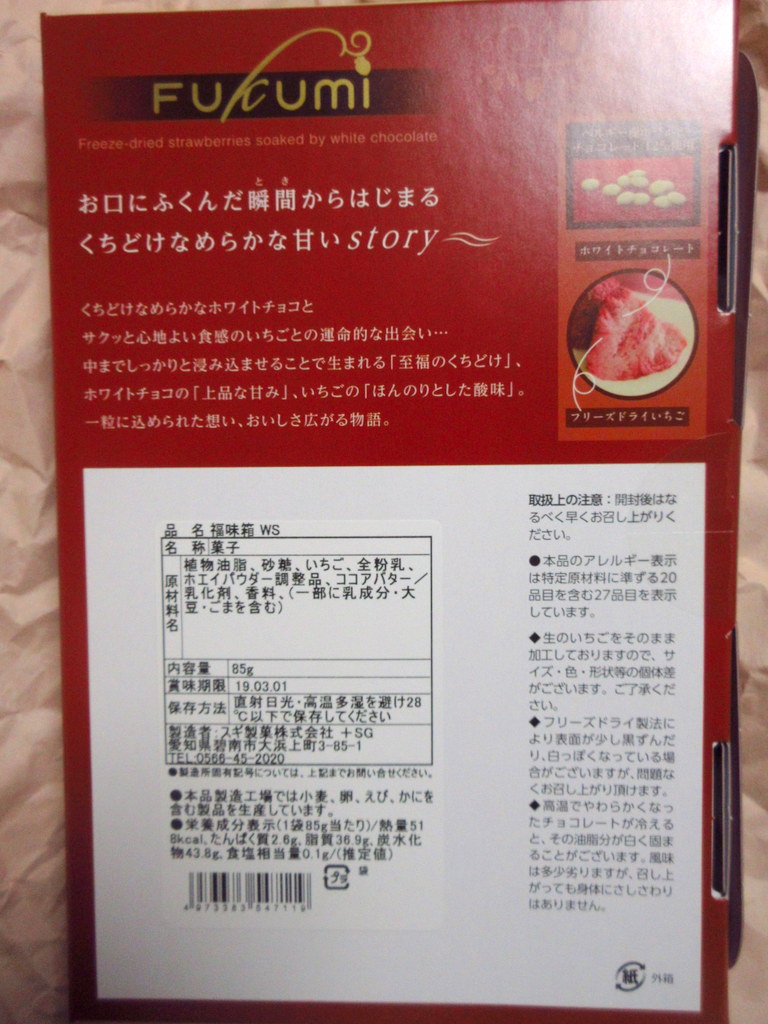 Fukumi
Freeze-dried strawberries soaked by white chocolate
とき
お口にふくんだ瞬間からはじまる
くちどけなめらかな甘いstory
くちどけなめらかなホワイトチョコと
サクッと心地よい食感のいちごとの運命的な出会い…
中までしっかりと浸み込ませることで生まれる「至福のくちどけ」、
ホワイトチョコの「上品な甘み」、いちごの「ほんのりとした酸味」。
一粒に込められた想い、おいしさ広がる物語。
チョコレート
ホワイトチョコレート
フリーズドライいちご
品 名 福味箱 WS
名 称 菓子
原材料名 植物油脂、砂糖、いちご、全粉乳、
ホエイパウダー調整品、ココアバター／
乳化剤、香料、(一部に乳成分・大
豆・ごまを含む)
内容量 85g
賞味期限 19.03.01
保存方法 直射日光・高温多湿を避け28
℃以下で保存してください
製造者:スギ製菓株式会社 +SG
愛知県碧南市大浜上町3-85-1
TEL:0566-45-2020
●製造所固有記号については、上記までお問い合せください。
●本品製造工場では小麦、卵、えび、かにを
含む製品を生産しています。
●栄養成分表示(1袋85g当たり)/熱量51
8kcal,たんぱく質2.6g,脂質36.9g,炭水化
物43.8g,食塩相当量0.1g/(推定値)
4973383547119
プラ
袋
取扱上の注意：開封後はな
るべく早くお召し上がりく
ださい。
●本品のアレルギー表示
は特定原材料に準ずる20
品目を含む27品目を表示
しています。
◆生のいちごをそのまま
加工しておりますので、サ
イズ・色・形状等の個体差
がございます。ご了承くだ
さい。
◆フリーズドライ製法に
より表面が少し黒ずんだ
り、白っぽくなっている場
合がございますが、問題な
くお召し上がり頂けます。
◆高温でやわらかくなっ
たチョコレートが冷える
と、その油脂分が白く固ま
ることがございます。風味
は多少劣りますが、召し上
がっても身体にさしさわり
はありません。
紙 外箱